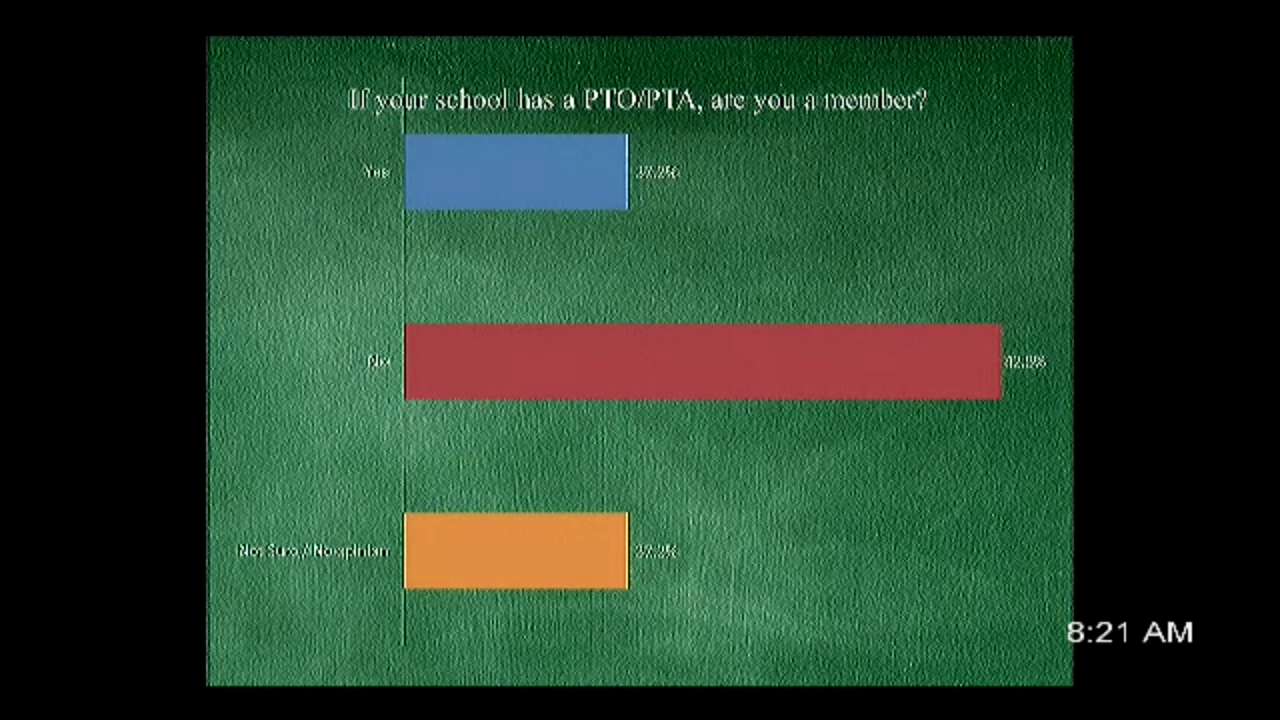 If your school has a PTO/PTA, are you a member?
Yes
No
Not Sure / No opinion
8:21 AM